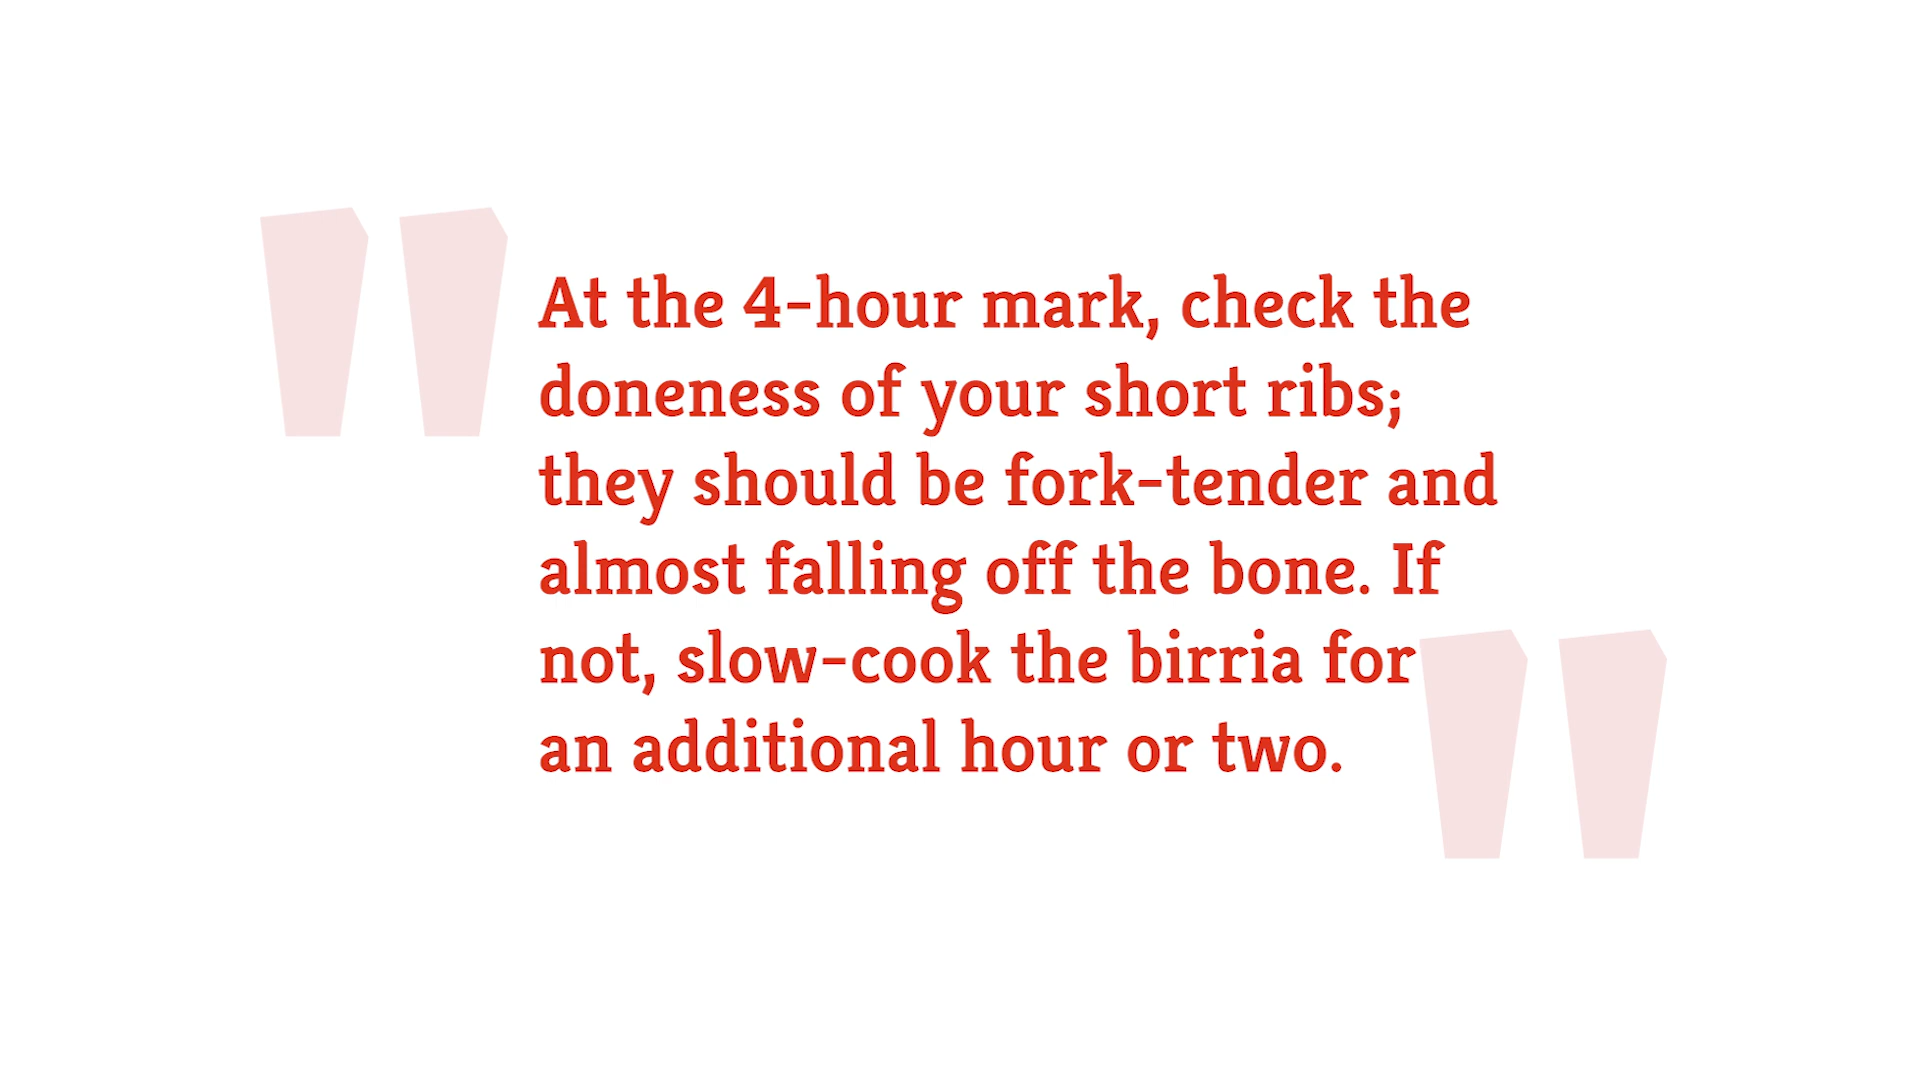 At the 4-hour mark, check the
doneness of your short ribs;
they should be fork-tender and
almost falling off the bone. If
not, slow-cook the birria for
an additional hour or two.